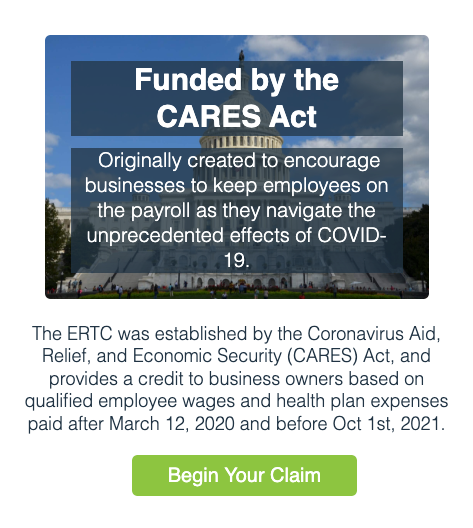 Funded by the
CARES Act
Originally created to encourage
businesses to keep employees on
the payroll as they navigate the
unprecedented effects of COVID-
19.
The ERTC was established by the Coronavirus Aid,
Relief, and Economic Security (CARES) Act, and
provides a credit to business owners based on
qualified employee wages and health plan expenses
paid after March 12, 2020 and before Oct 1st, 2021.
Begin Your Claim